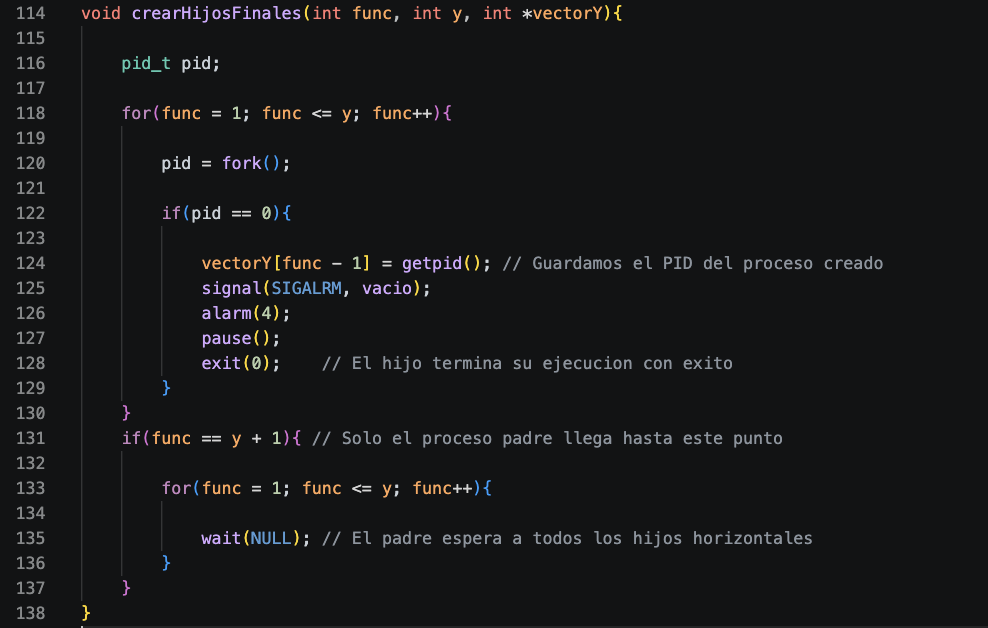 114 void crearHijosFinales(int func, int y, int *vectorY){
115
116 pid_t pid;
117
118 for(func = 1; func <= y; func++){
119
120 pid = fork();
121
122 if(pid == 0){
123
124 vectorY[func - 1] = getpid(); // Guardamos el PID del proceso creado
125 signal(SIGALRM, vacio);
126 alarm(4);
127 pause();
128 exit(0);    // El hijo termina su ejecucion con exito
129 }
130 }
131 if(func == y + 1){ // Solo el proceso padre llega hasta este punto
132
133 for(func = 1; func <= y; func++){
134
135 wait(NULL); // El padre espera a todos los hijos horizontales
136 }
137 }
138 }